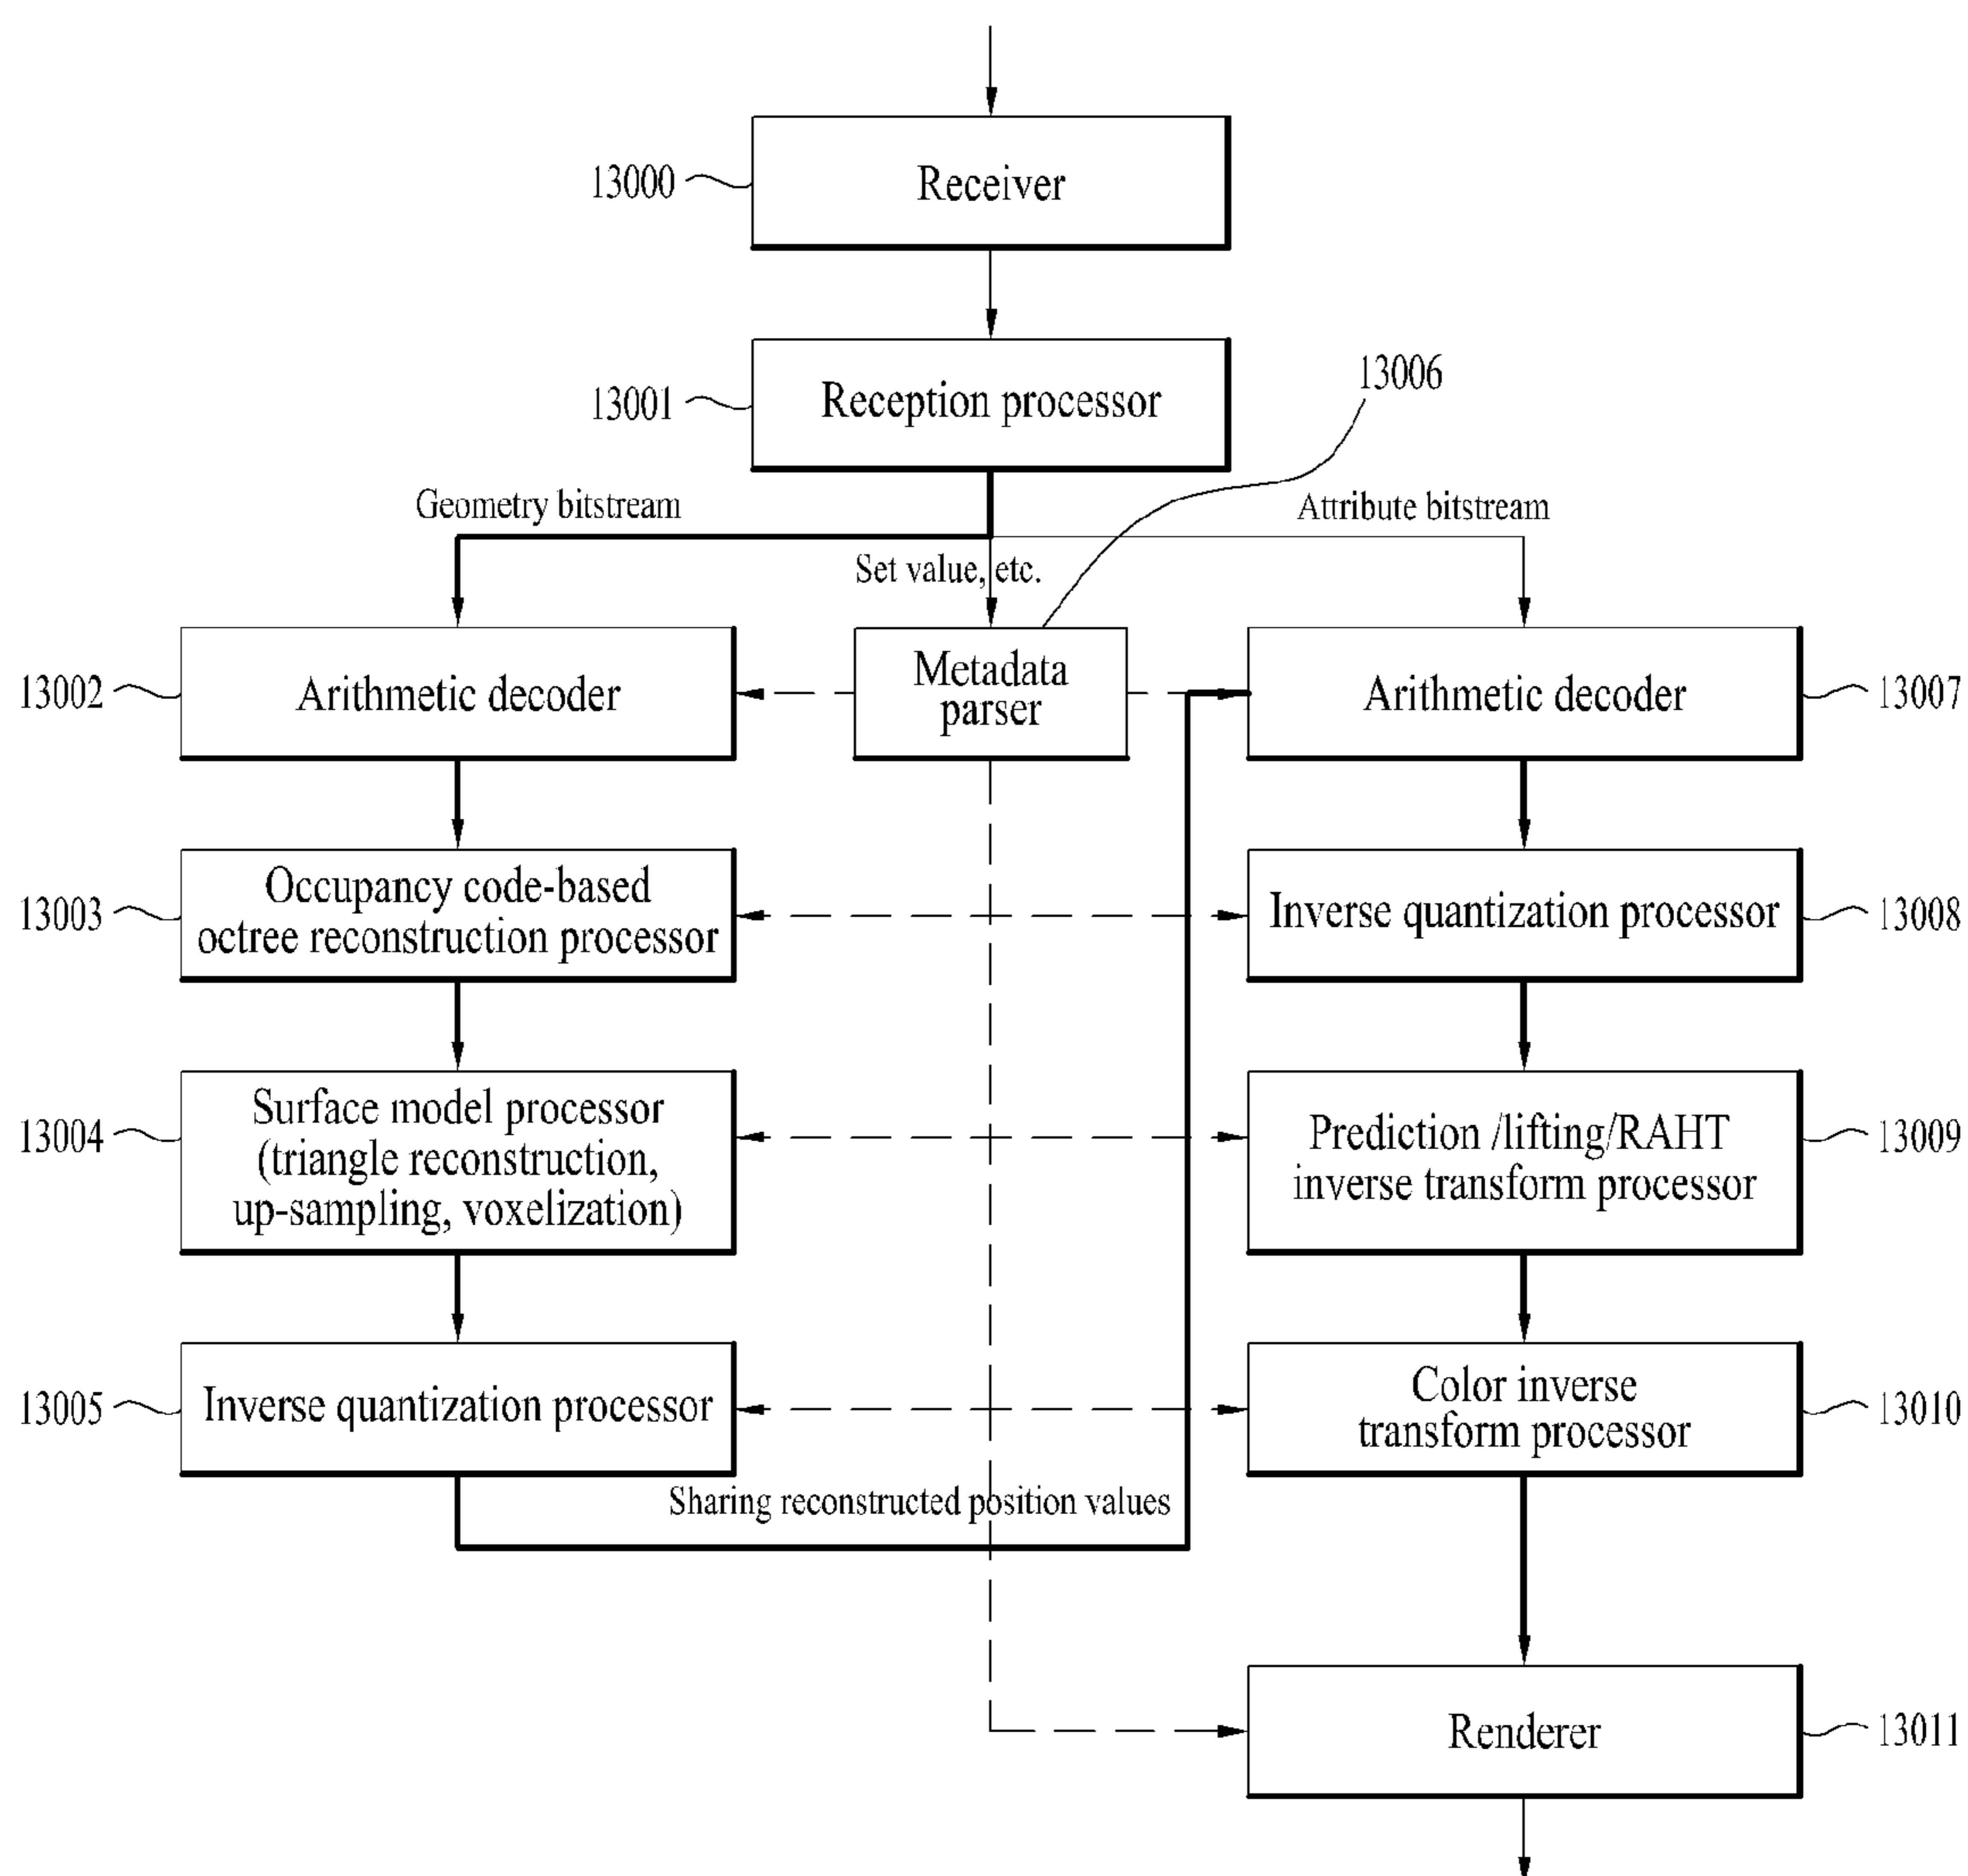 13000
Receiver
13001
Reception processor
13006
Geometry bitstream
Attribute bitstream
Set value, etc.
13002
Arithmetic decoder
Metadata
parser
Arithmetic decoder
13007
13003
Occupancy code-based
octree reconstruction processor
Inverse quantization processor
13008
13004
Surface model processor
(triangle reconstruction,
up-sampling, voxelization)
Prediction /lifting/RAHT
inverse transform processor
13009
13005
Inverse quantization processor
Color inverse
transform processor
13010
Sharing reconstructed position values
Renderer
13011